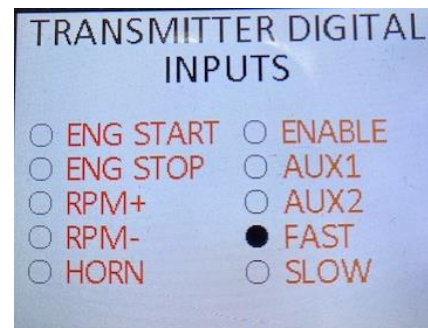 TRANSMITTER DIGITAL
INPUTS
ENG START
ENG STOP
RPM+
RPM-
HORN
ENABLE
AUX1
AUX2
FAST
SLOW